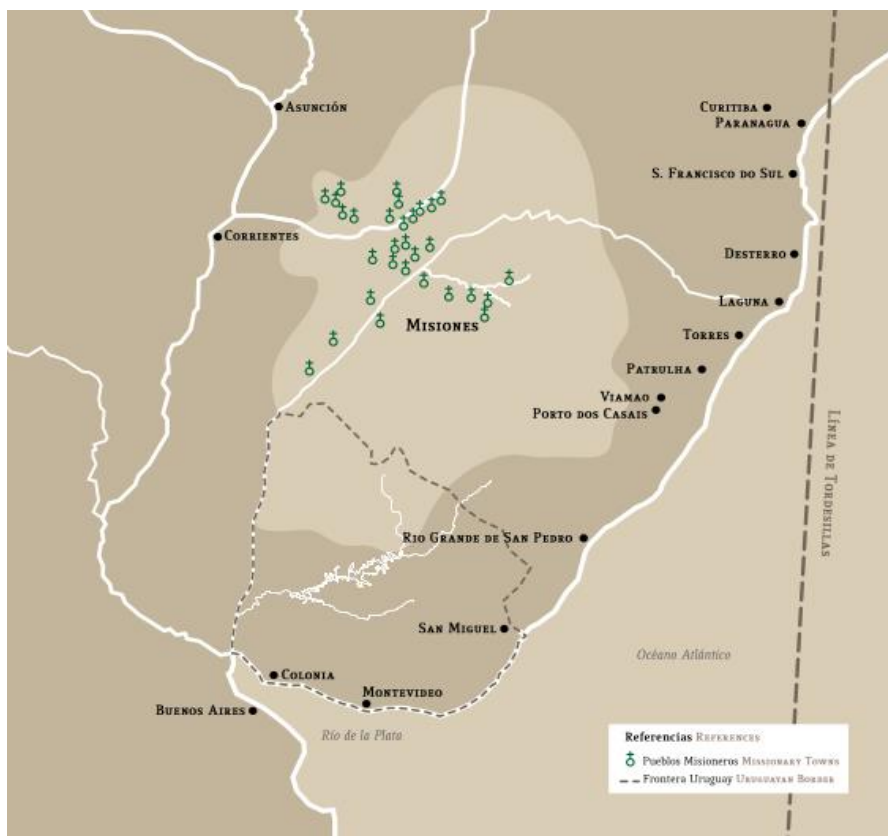 Asunción
Curitiba
Paranagua
S. Francisco do Sul
Corrientes
Desterro
Laguna
Misiones
Torres
Patrulha
Viamao
Porto dos Casais
Línea de Tordesillas
Rio Grande de San Pedro
San Miguel
Océano Atlántico
Colonia
Montevideo
Buenos Aires
Río de la Plata
Referencias References
Pueblos Misioneros Missionary Towns
Frontera Uruguay Uruguayan Border